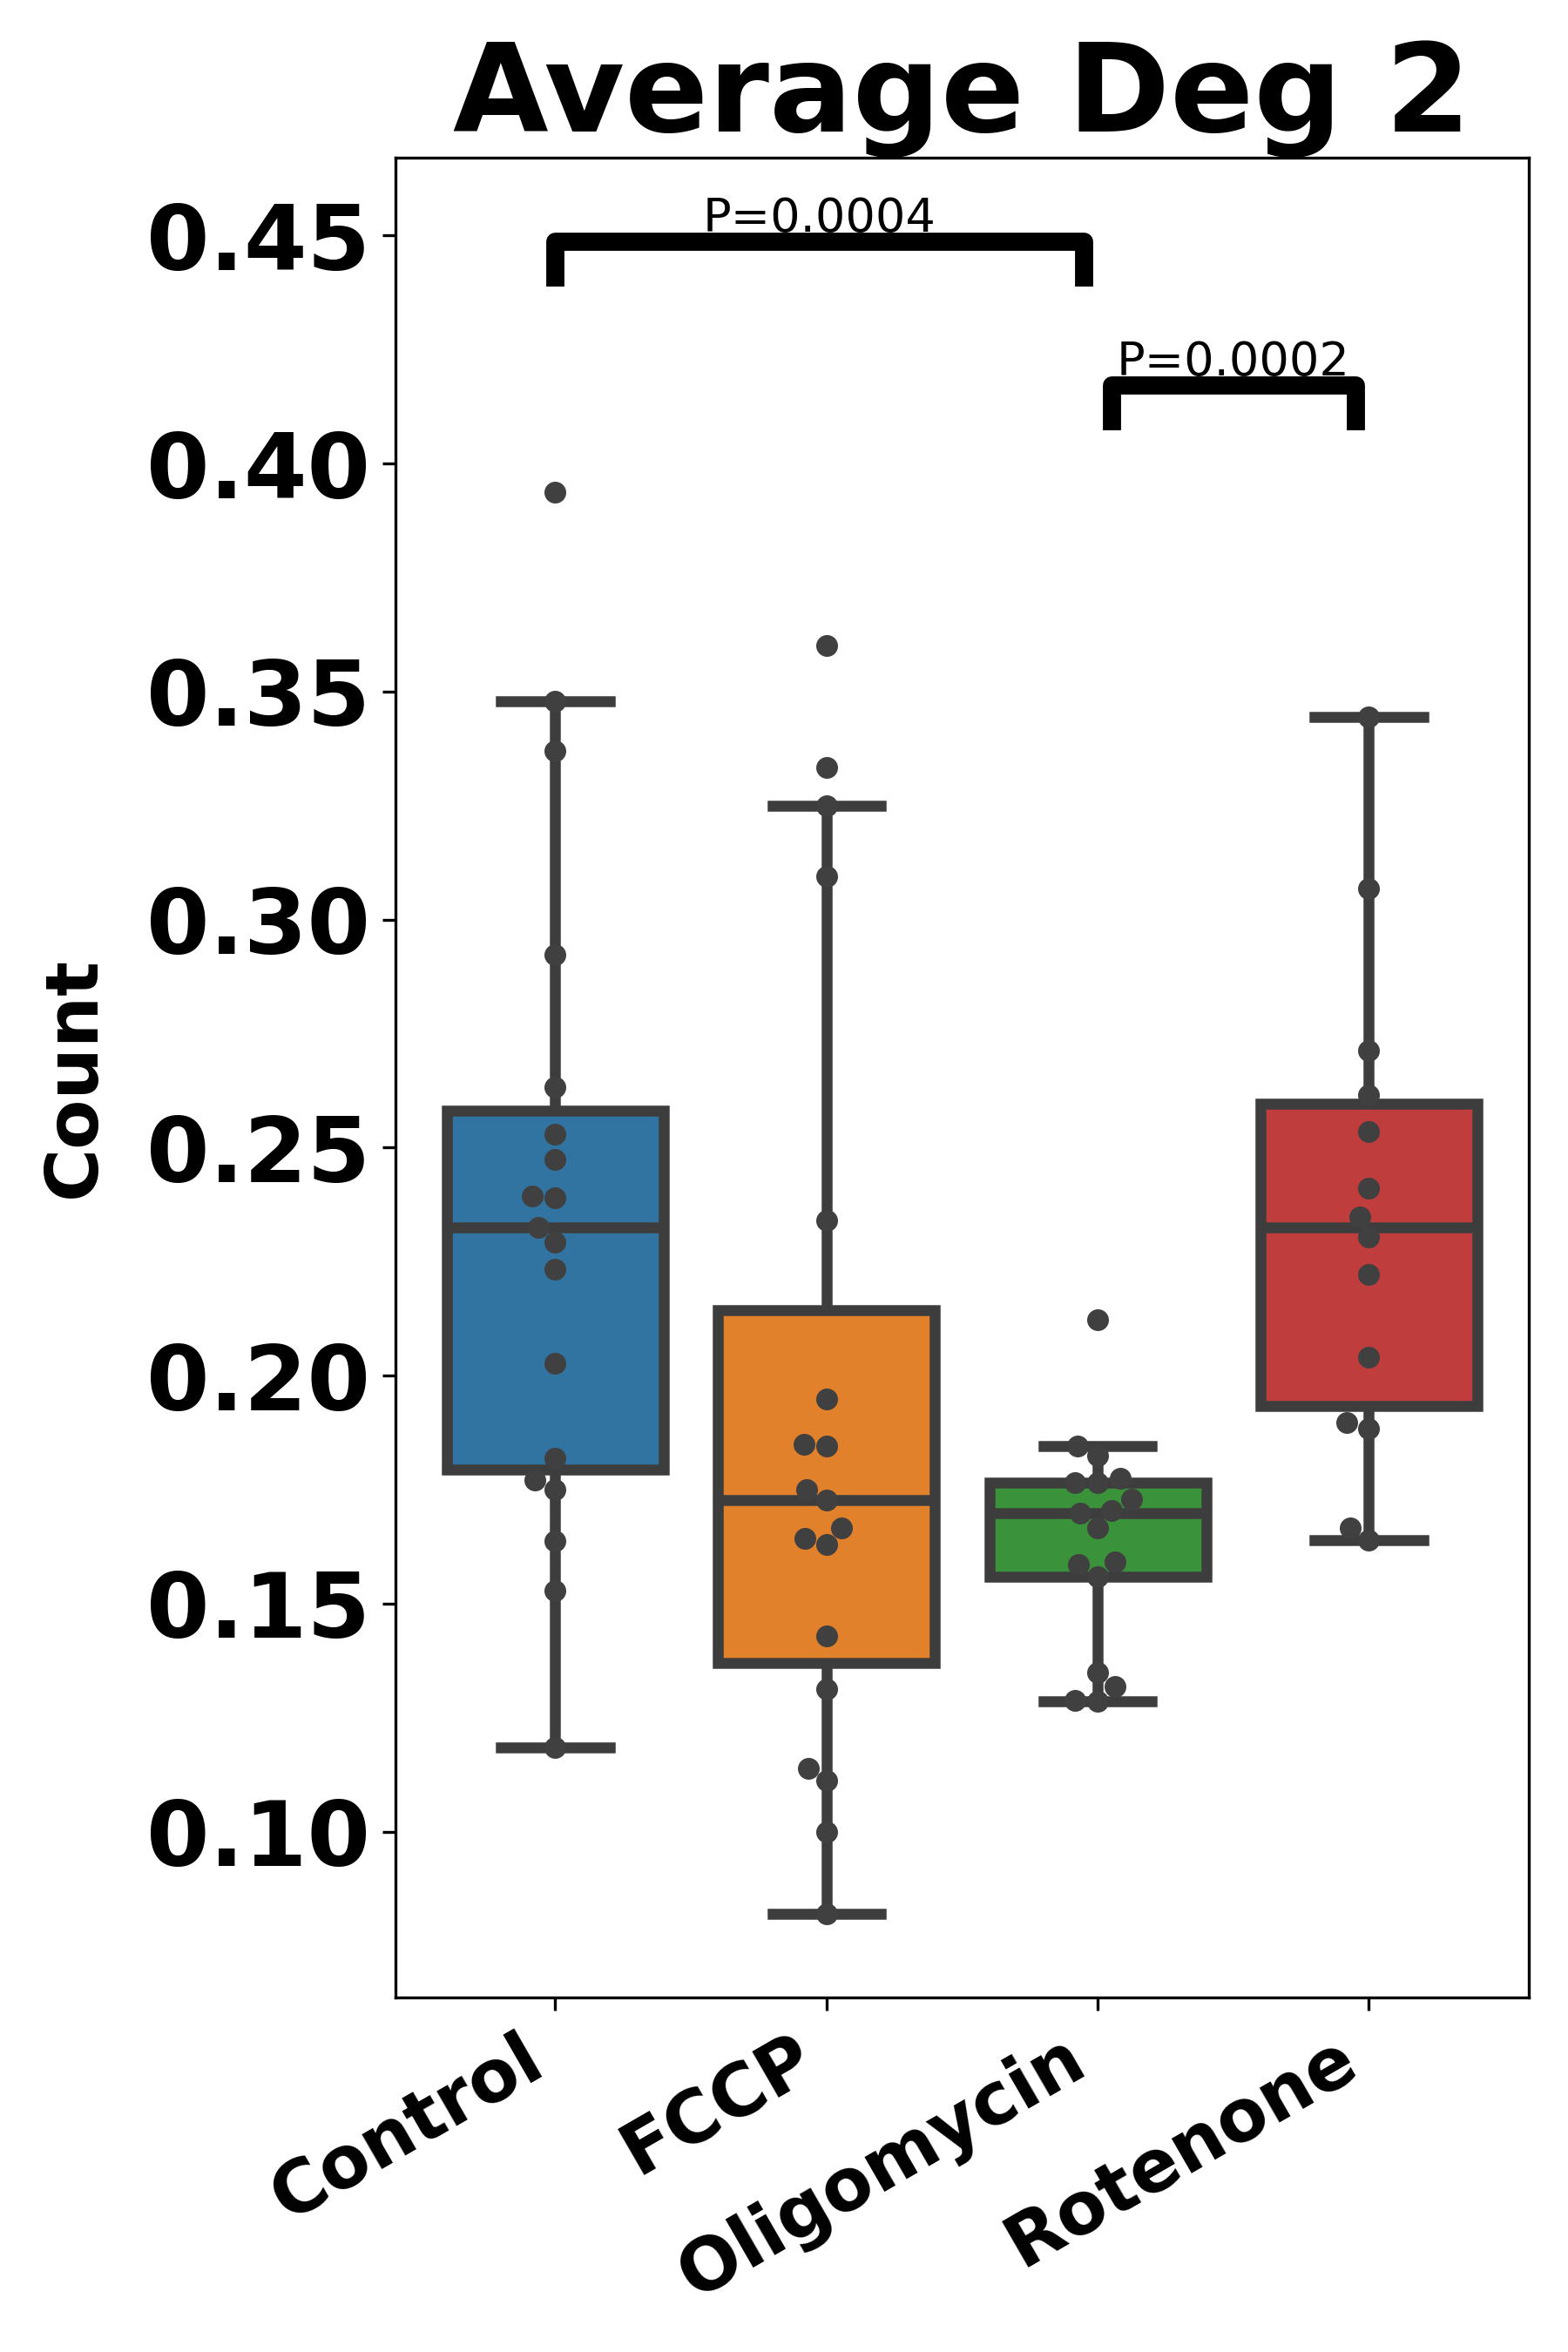 Average Deg 2
P=0.0004
P=0.0002
0.45
0.40
0.35
0.30
0.25
0.20
0.15
0.10
Count
Control
FCCP
Oligomycin
Rotenone